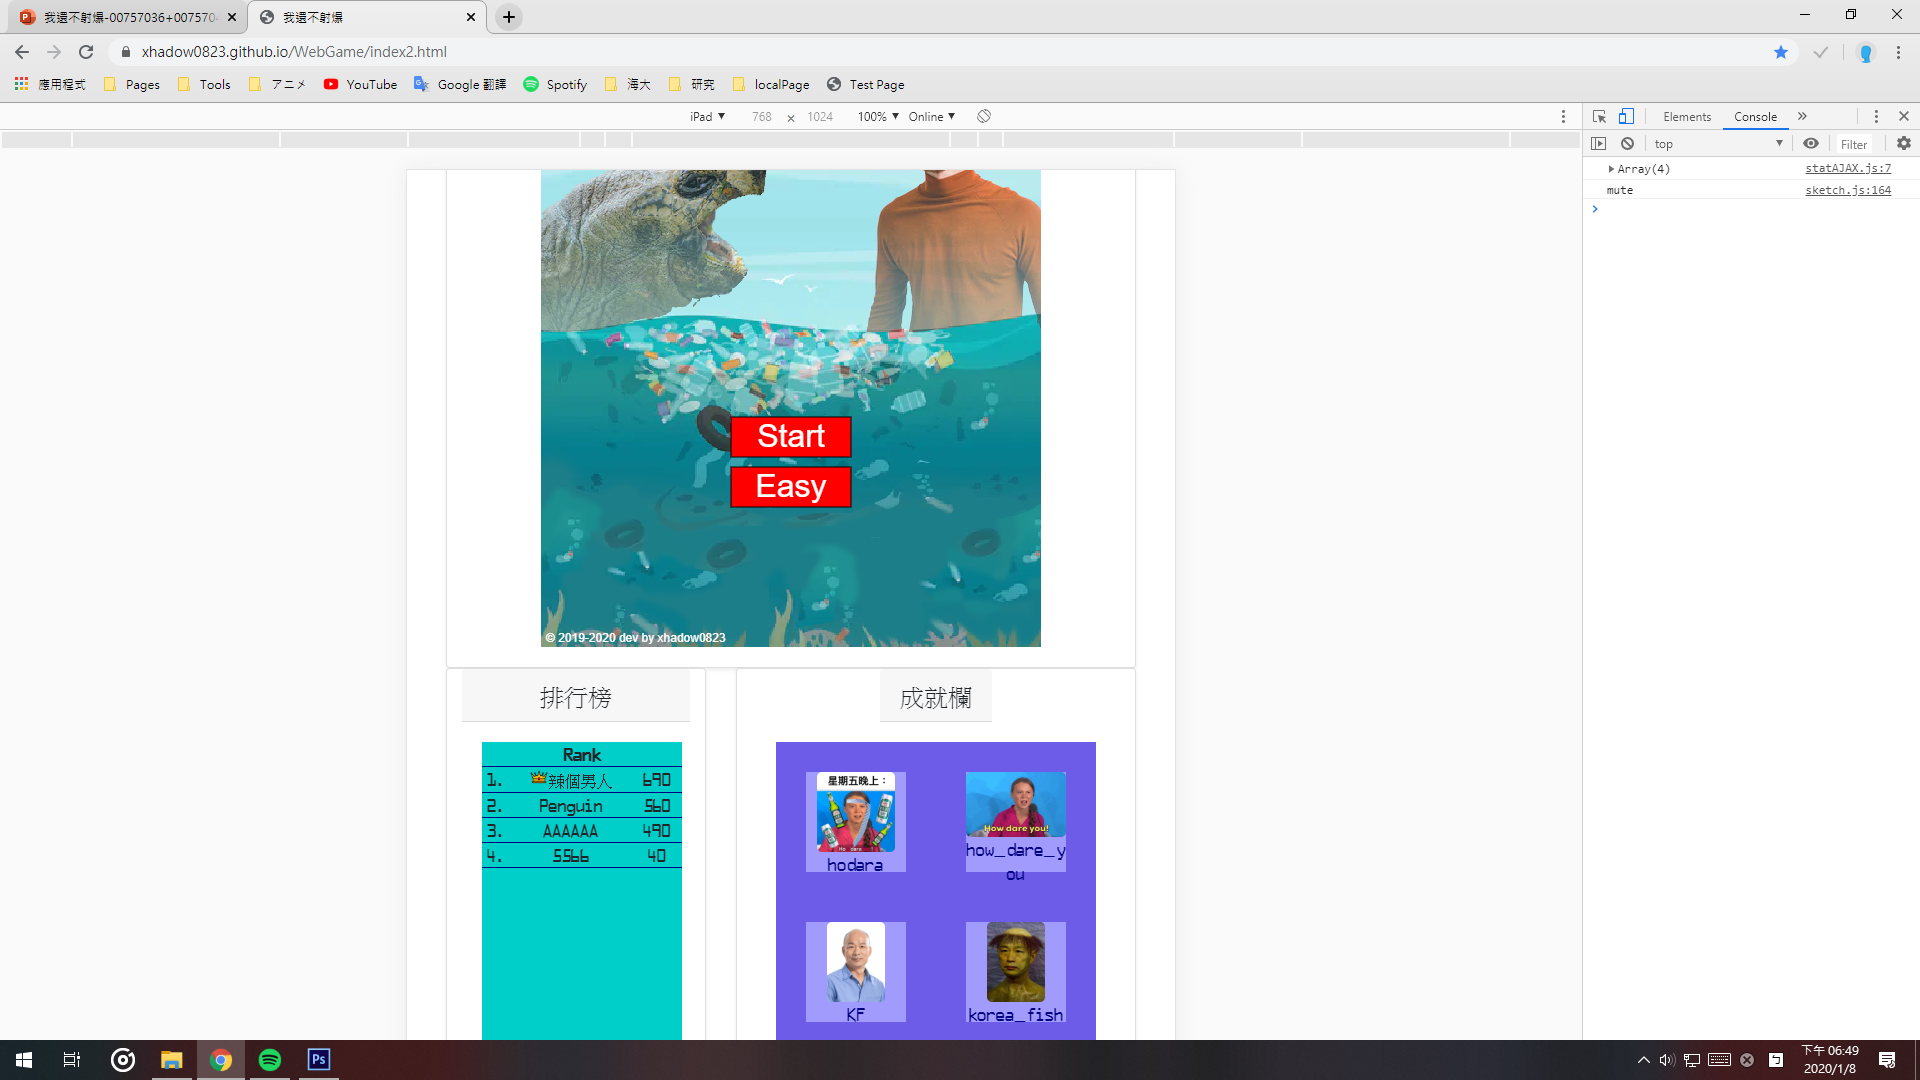 我還不射爆-00757036+007570
我還不射爆
xhadow0823.github.io/WebGame/index2.html
應用程式
Pages
Tools
アニメ
YouTube
Google 翻譯
Spotify
海大
研究
localPage
Test Page
iPad
768
1024
100%
Online
Elements
Console
top
Filter
Array(4)
statAJAX.js:7
mute
sketch.js:164
Start
Easy
© 2019-2020 dev by xhadow0823
排行榜
成就欄
Rank
1. 辣個男人 690
2. Penguin 560
3. AAAAAA 490
4. 5566 40
星期五晚上：
hodara
How dare you!
how_dare_y
ou
KF
korea_fish
Ps
下午 06:49
2020/1/8